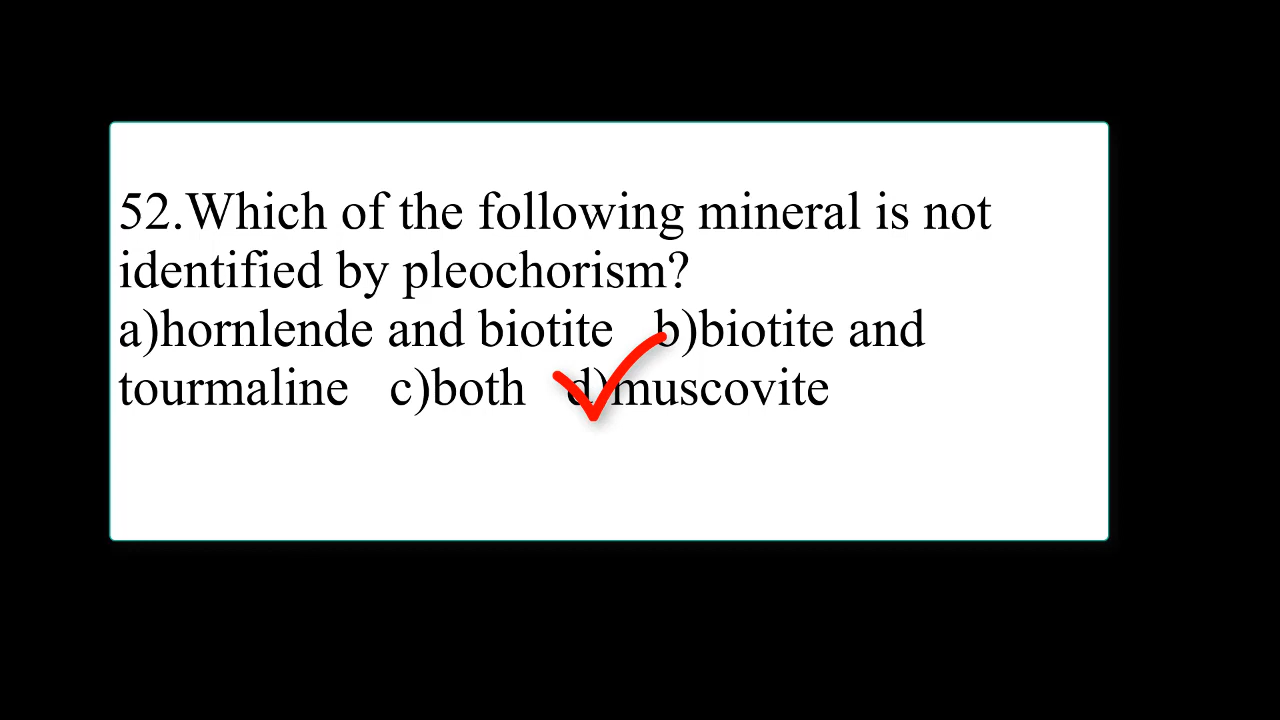 52.Which of the following mineral is not
identified by pleochorism?
a)hornlende and biotite   b)biotite and
tourmaline   c)both   d)muscovite